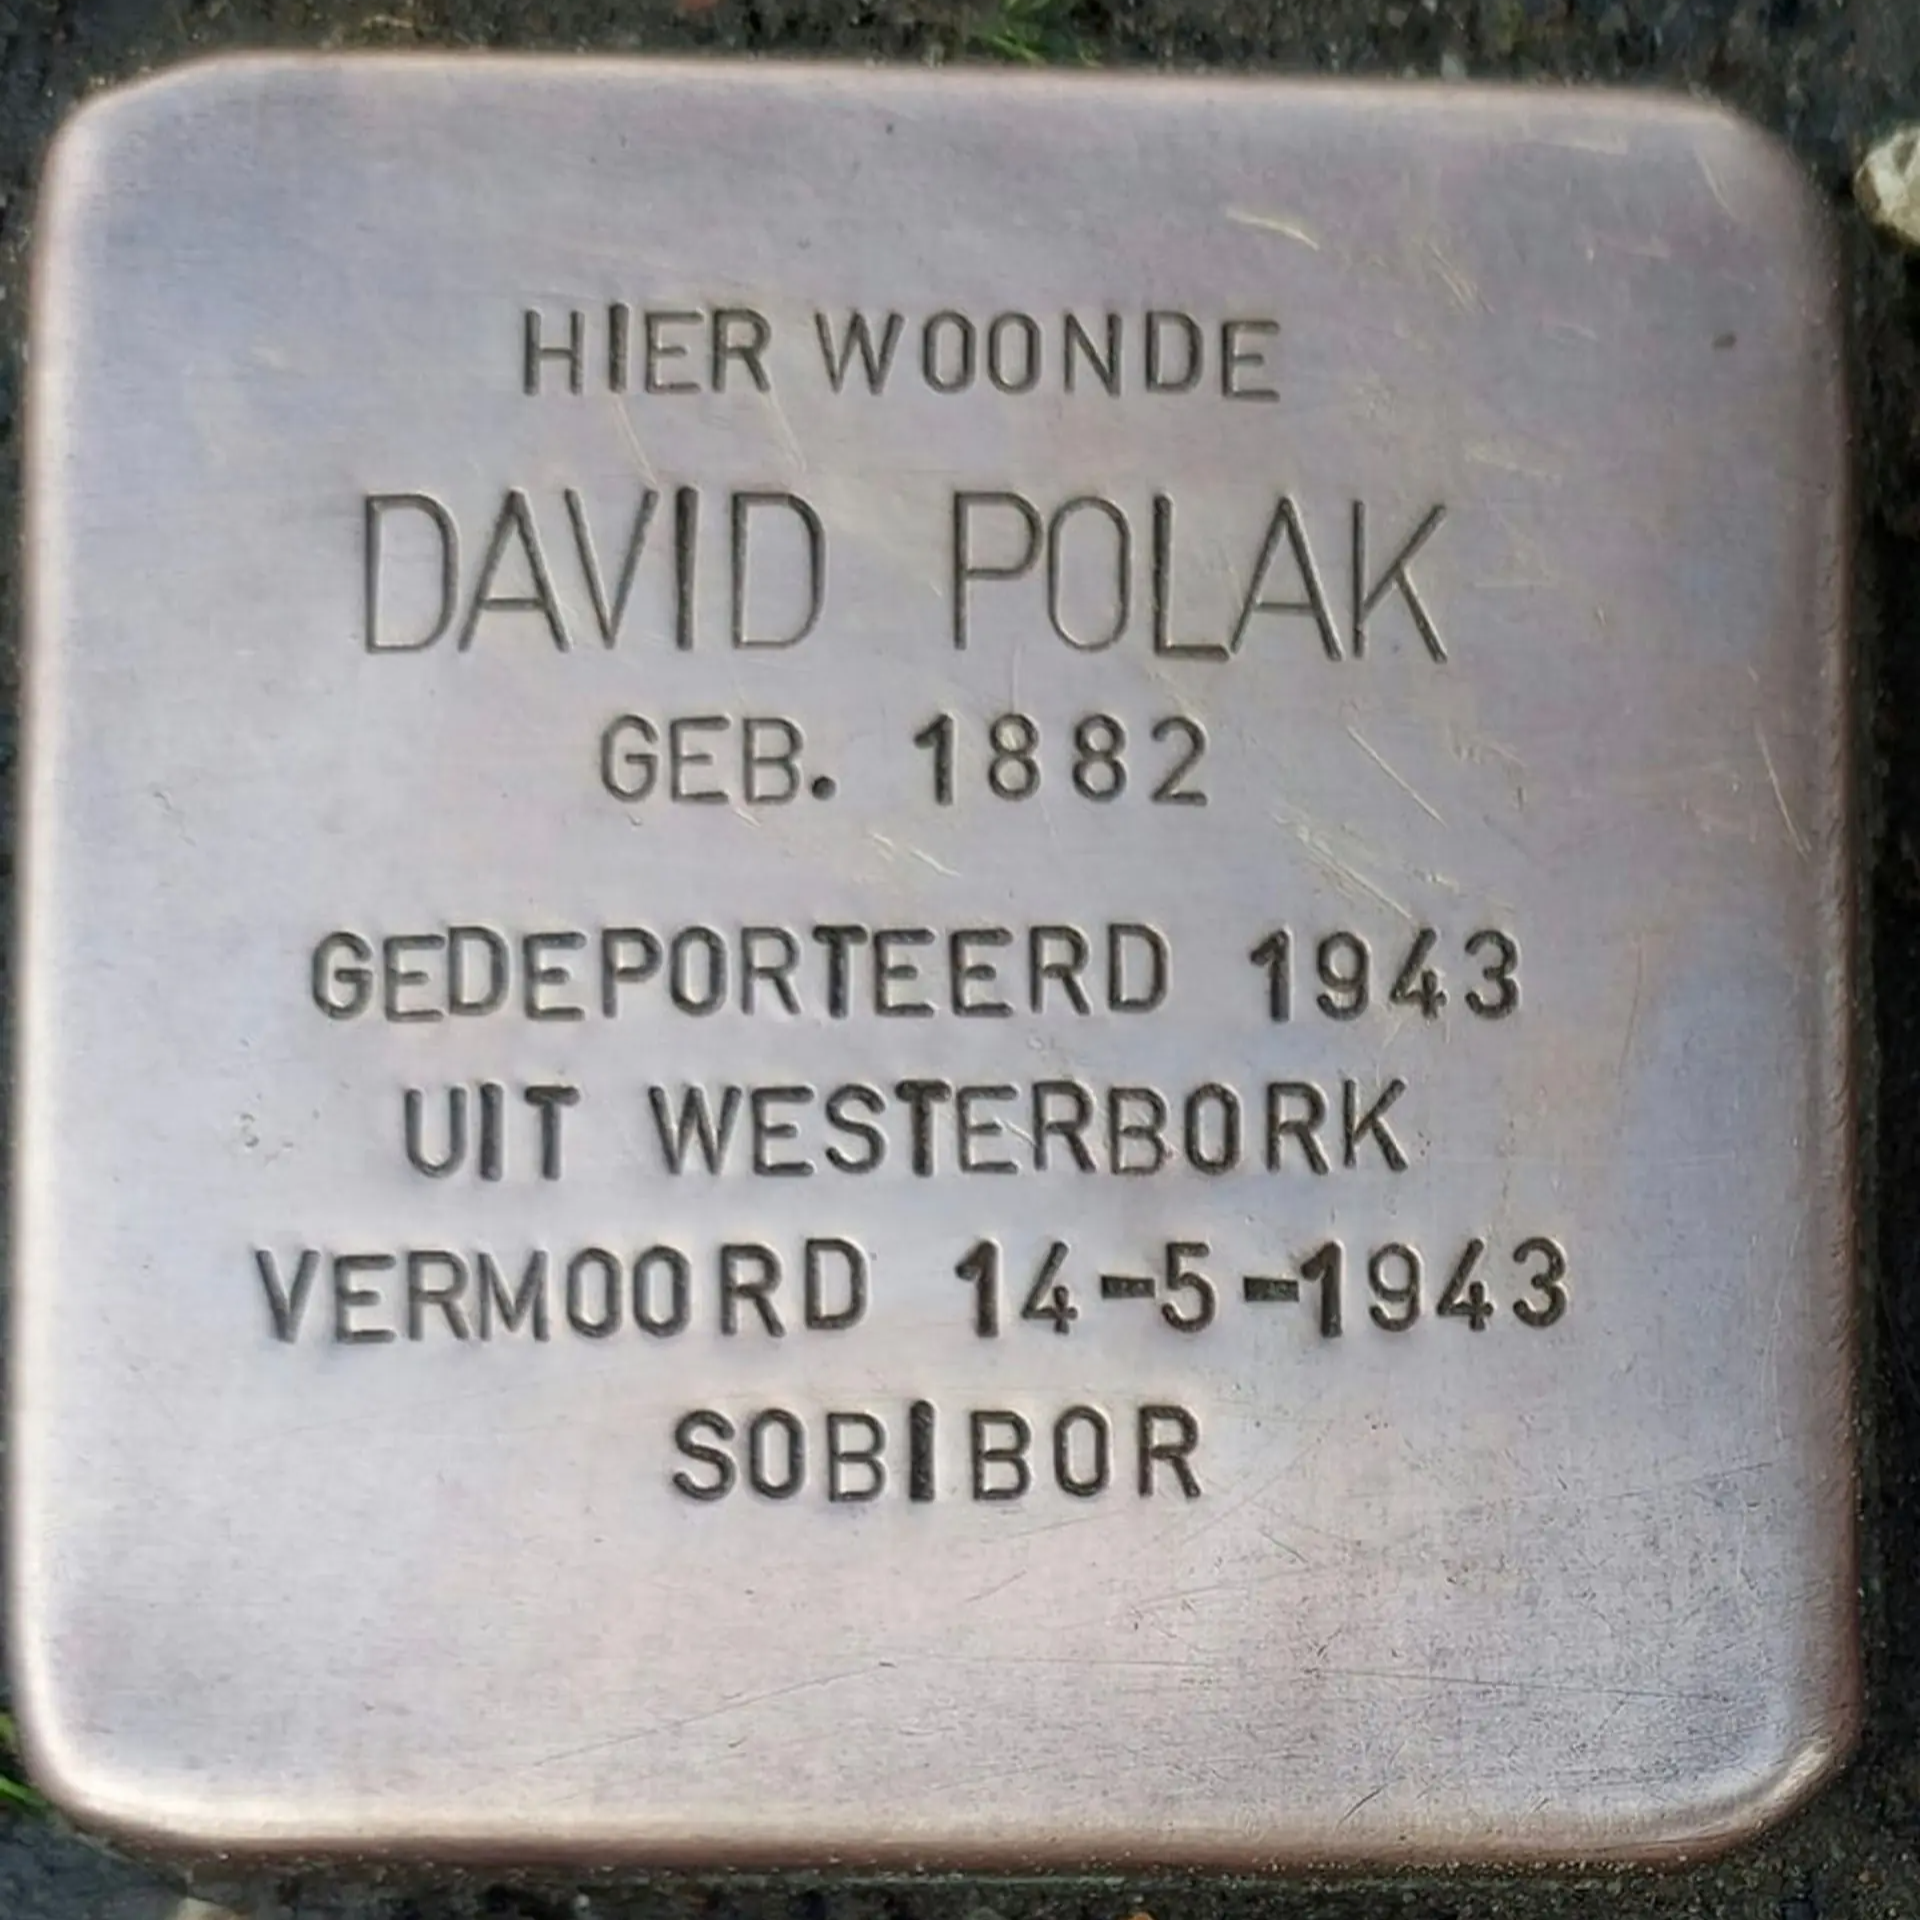 HIER WOONDE
DAVID POLAK
GEB. 1882
GEDEPORTEERD 1943
UIT WESTERBORK
VERMOORD 14-5-1943
SOBIBOR